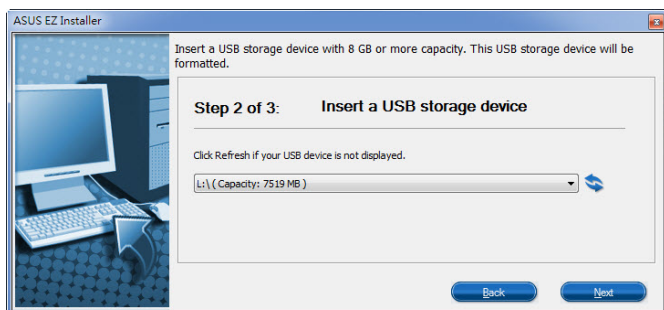 ASUS EZ Installer
Insert a USB storage device with 8 GB or more capacity. This USB storage device will be
formatted.
Step 2 of 3: Insert a USB storage device
Click Refresh if your USB device is not displayed.
L:\ ( Capacity: 7519 MB )
Back Next